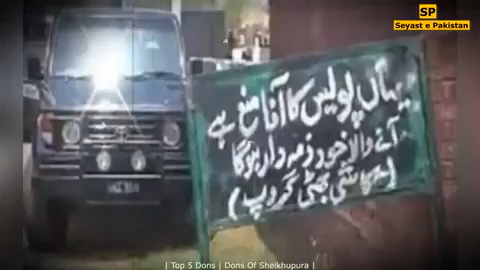 SP
Seyast e Pakistan
یہاں پولیس کا آنا منع ہے
آنے والا خود ذمہ دار ہوگا
بھٹی گروپ)
| Top 5 Dons | Dons Of Sheikhupura |